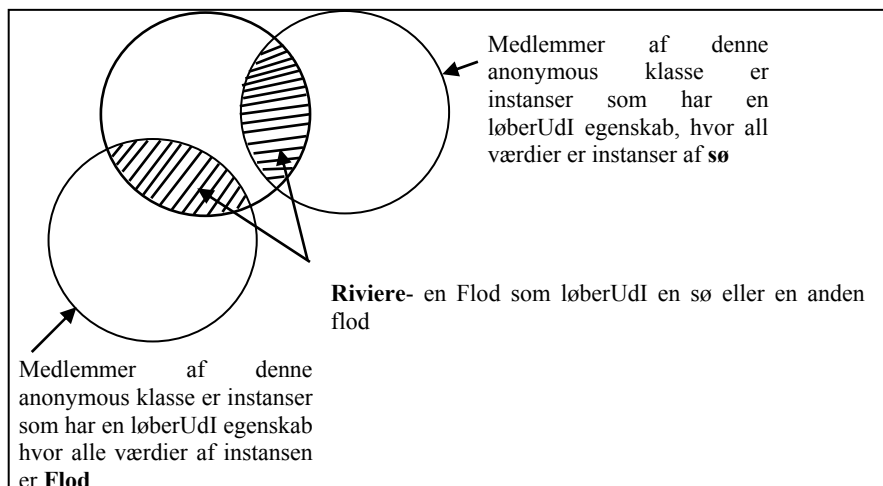 Medlemmer af denne
anonymous klasse er
instanser som har en
løberUdI egenskab, hvor all
værdier er instanser af sø
Riviere- en Flod som løberUdI en sø eller en anden
flod
Medlemmer af denne
anonymous klasse er instanser
som har en løberUdI egenskab
hvor alle værdier af instansen
er Flod